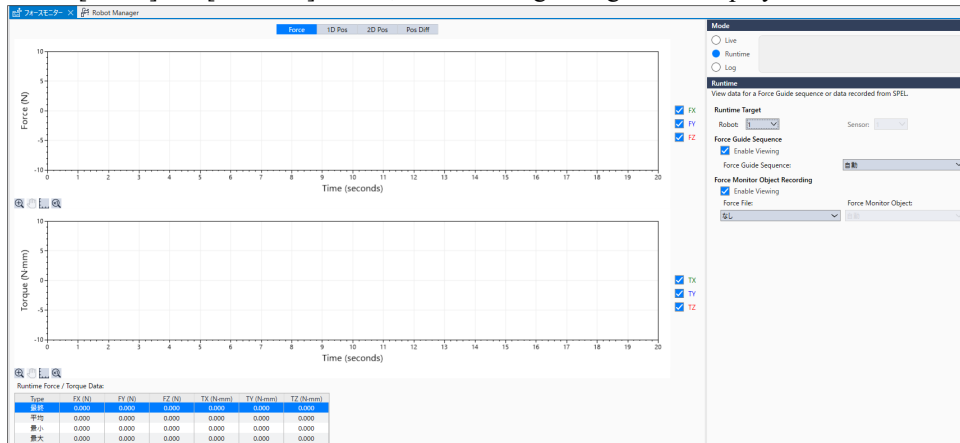 フォースモニター × Robot Manager
Force 1D Pos 2D Pos Pos Diff
Force (N)
10
5
0
-5
-10
0 1 2 3 4 5 6 7 8 9 10 11 12 13 14 15 16 17 18 19 20
Time (seconds)
FX
FY
FZ
Torque (N·mm)
10
5
0
-5
-10
0 1 2 3 4 5 6 7 8 9 10 11 12 13 14 15 16 17 18 19 20
Time (seconds)
TX
TY
TZ
Runtime Force / Torque Data:
Type FX (N) FY (N) FZ (N) TX (N·mm) TY (N·mm) TZ (N·mm)
最終 0.000 0.000 0.000 0.000 0.000 0.000
平均 0.000 0.000 0.000 0.000 0.000 0.000
最小 0.000 0.000 0.000 0.000 0.000 0.000
最大 0.000 0.000 0.000 0.000 0.000 0.000
Mode
Live
Runtime
Log
Runtime
View data for a Force Guide sequence or data recorded from SPEL.
Runtime Target
Robot: 1 Sensor:
Force Guide Sequence
Enable Viewing
Force Guide Sequence: 自動
Force Monitor Object Recording
Enable Viewing
Force File: Force Monitor Object:
なし 自動